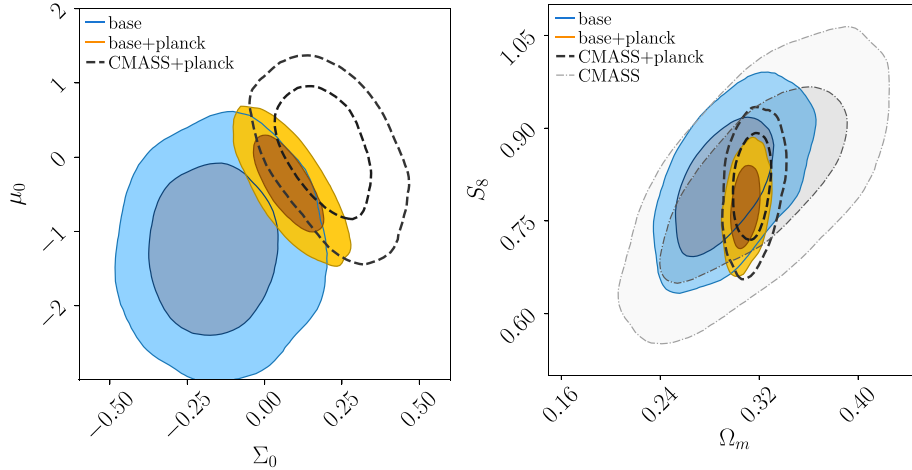 base
base+planck
CMASS+planck
2
1
0
−1
−2
μ0
−0.50
−0.25
0.00
0.25
0.50
Σ0
base
base+planck
CMASS+planck
CMASS
1.05
0.90
0.75
0.60
S8
0.16
0.24
0.32
0.40
Ωm